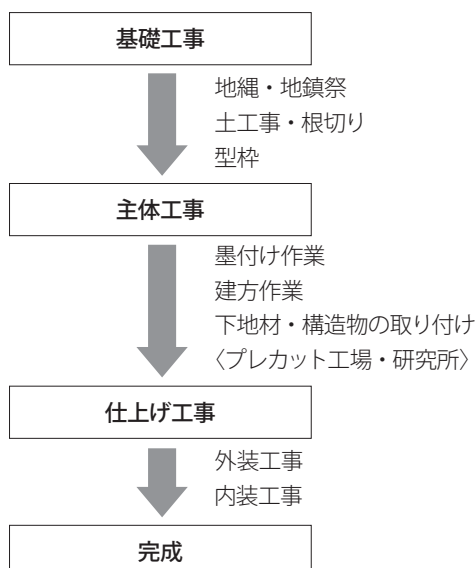 基礎工事
地縄・地鎮祭
土工事・根切り
型枠
主体工事
墨付け作業
建方作業
下地材・構造物の取り付け
〈プレカット工場・研究所〉
仕上げ工事
外装工事
内装工事
完成